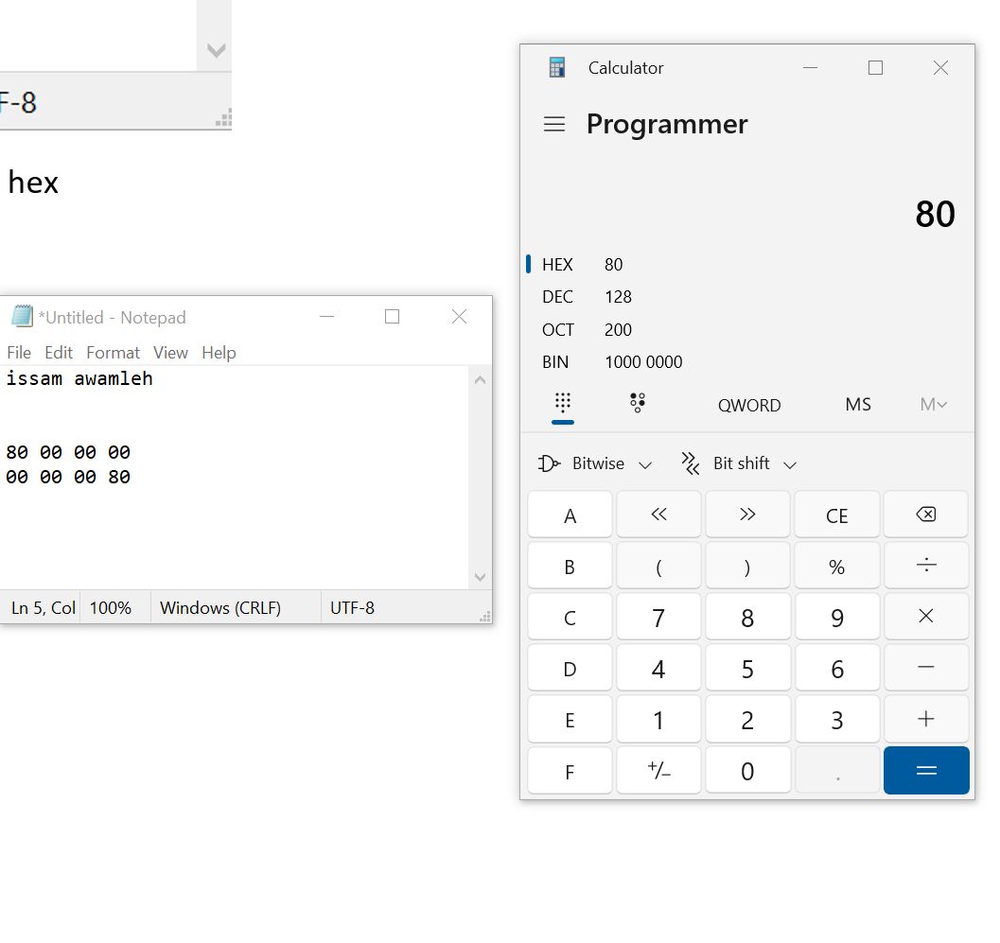 F-8
hex
*Untitled - Notepad
File Edit Format View Help
issam awamleh
80 00 00 00
00 00 00 80
Ln 5, Col 100% Windows (CRLF) UTF-8
Calculator
Programmer
80
HEX 80
DEC 128
OCT 200
BIN 1000 0000
QWORD MS M
Bitwise Bit shift
A « » CE
B ( ) % ÷
C 7 8 9 ×
D 4 5 6 −
E 1 2 3 +
F +/− 0 . =